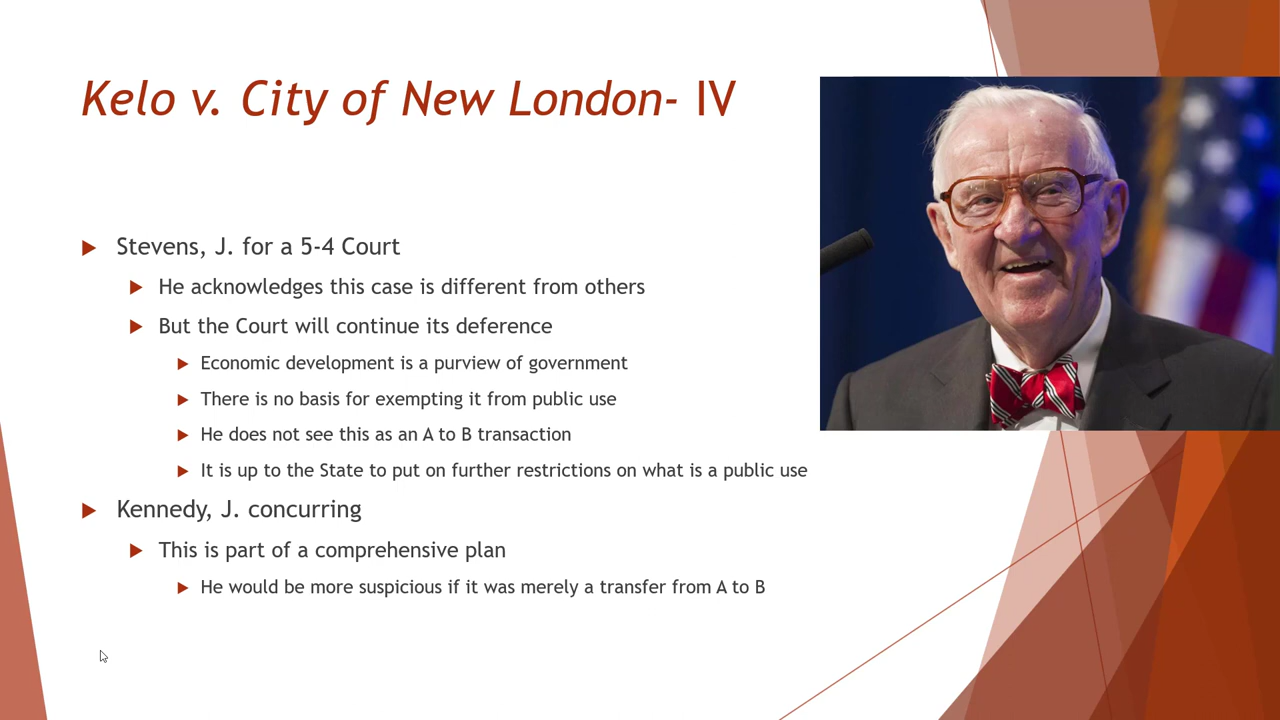 Kelo v. City of New London- IV
Stevens, J. for a 5-4 Court
He acknowledges this case is different from others
But the Court will continue its deference
Economic development is a purview of government
There is no basis for exempting it from public use
He does not see this as an A to B transaction
It is up to the State to put on further restrictions on what is a public use
Kennedy, J. concurring
This is part of a comprehensive plan
He would be more suspicious if it was merely a transfer from A to B